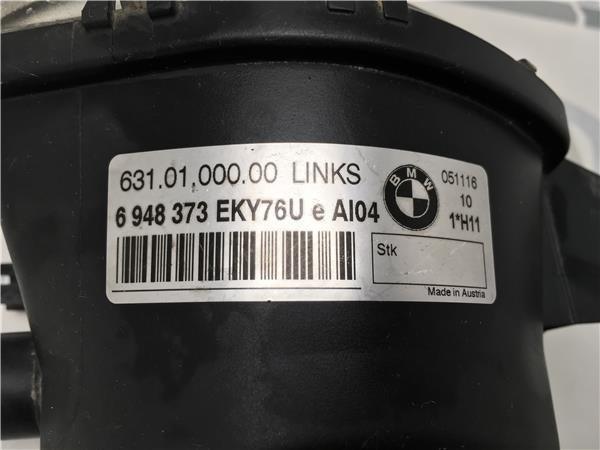 631.01,000.00 LINKS
6 948 373 EKY76U e AI04
BMW
051116
10
1*H11
Stk
Made in Austria